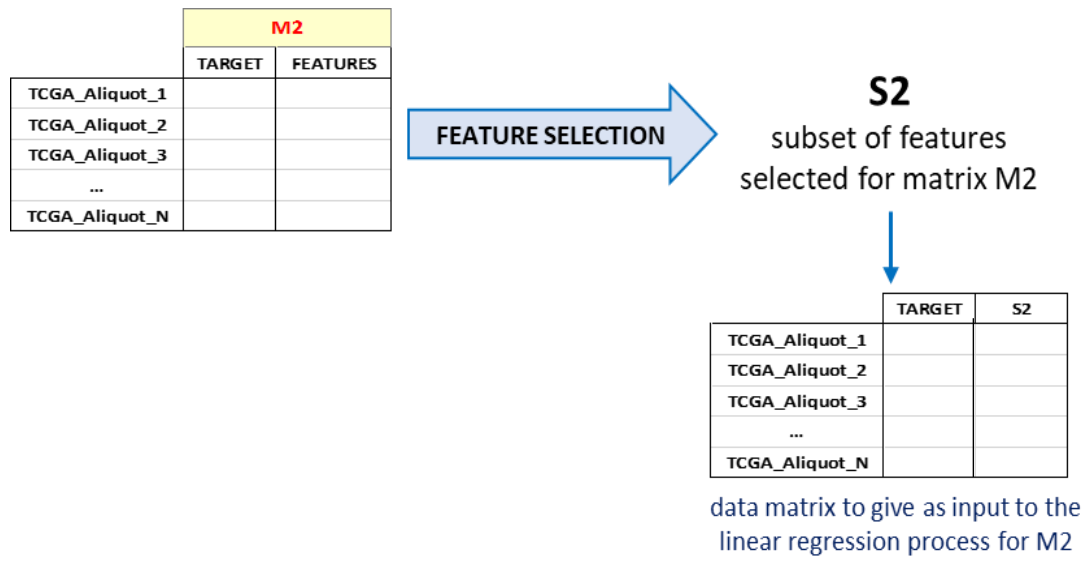 M2
TARGET FEATURES
TCGA_Aliquot_1
TCGA_Aliquot_2
TCGA_Aliquot_3
...
TCGA_Aliquot_N
FEATURE SELECTION
S2
subset of features
selected for matrix M2
TARGET S2
TCGA_Aliquot_1
TCGA_Aliquot_2
TCGA_Aliquot_3
...
TCGA_Aliquot_N
data matrix to give as input to the
linear regression process for M2